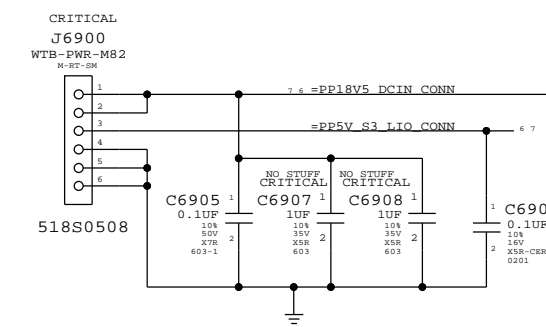 CRITICAL
J6900
WTB-PWR-M82
M-RT-SM
1
2
3
4
5
6
518S0508
7 6 =PP18V5_DCIN_CONN
=PP5V_S3_LIO_CONN 6 7
C6905 1
0.1UF
10%
50V
X7R
603-1
2
NO STUFF
CRITICAL
C6907 1
1UF
10%
35V
X5R
603
2
NO STUFF
CRITICAL
C6908 1
1UF
10%
35V
X5R
603
2
1
C690
0.1UF
10%
16V
X5R-CER
0201
2